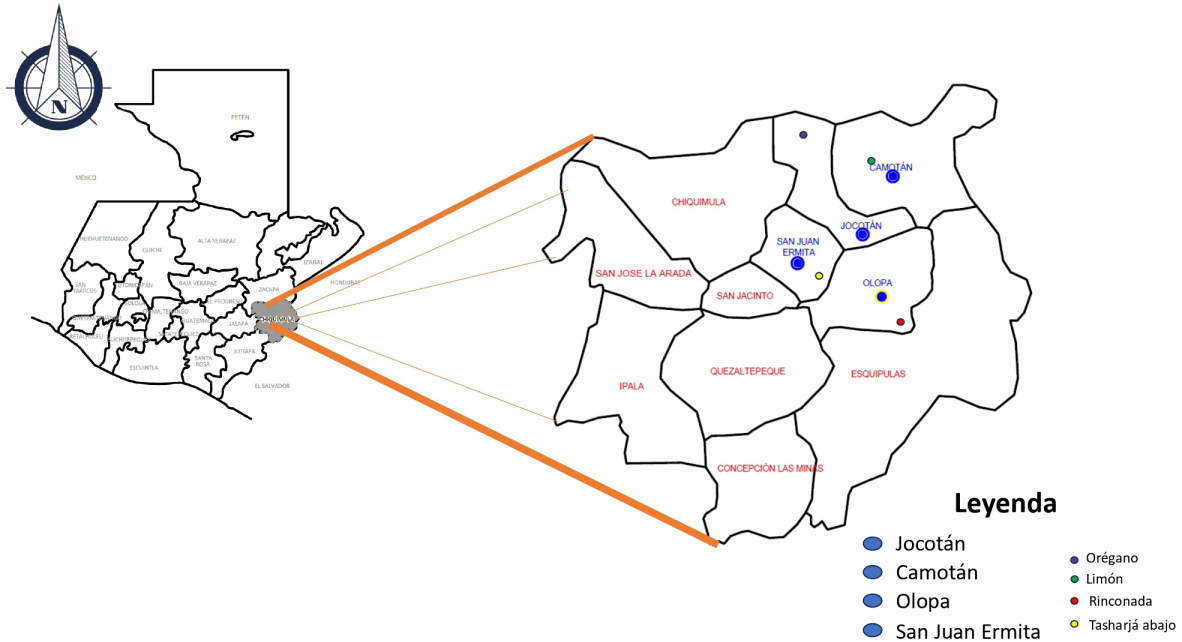 N
PETÉN
MÉXICO
HUEHUETENANGO
QUICHE
ALTA VERAPAZ
IZABAL
SAN
MARCOS
BAJA VERAPAZ
ZACAPA
HONDURAS
EL PROGRESO
JALAPA
SANTA
ROSA
JUTIAPA
ESCUINTLA
EL SALVADOR
CHIQUIMULA
CAMOTÁN
JOCOTÁN
SAN JUAN
ERMITA
SAN JOSE LA ARADA
SAN JACINTO
OLOPA
IPALA
QUEZALTEPEQUE
ESQUIPULAS
CONCEPCIÓN LAS MINAS
Leyenda
Jocotán
Camotán
Olopa
San Juan Ermita
Orégano
Limón
Rinconada
Tasharjá abajo